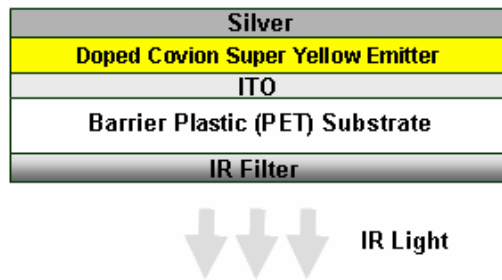 Silver
Doped Covion Super Yellow Emitter
ITO
Barrier Plastic (PET) Substrate
IR Filter
IR Light